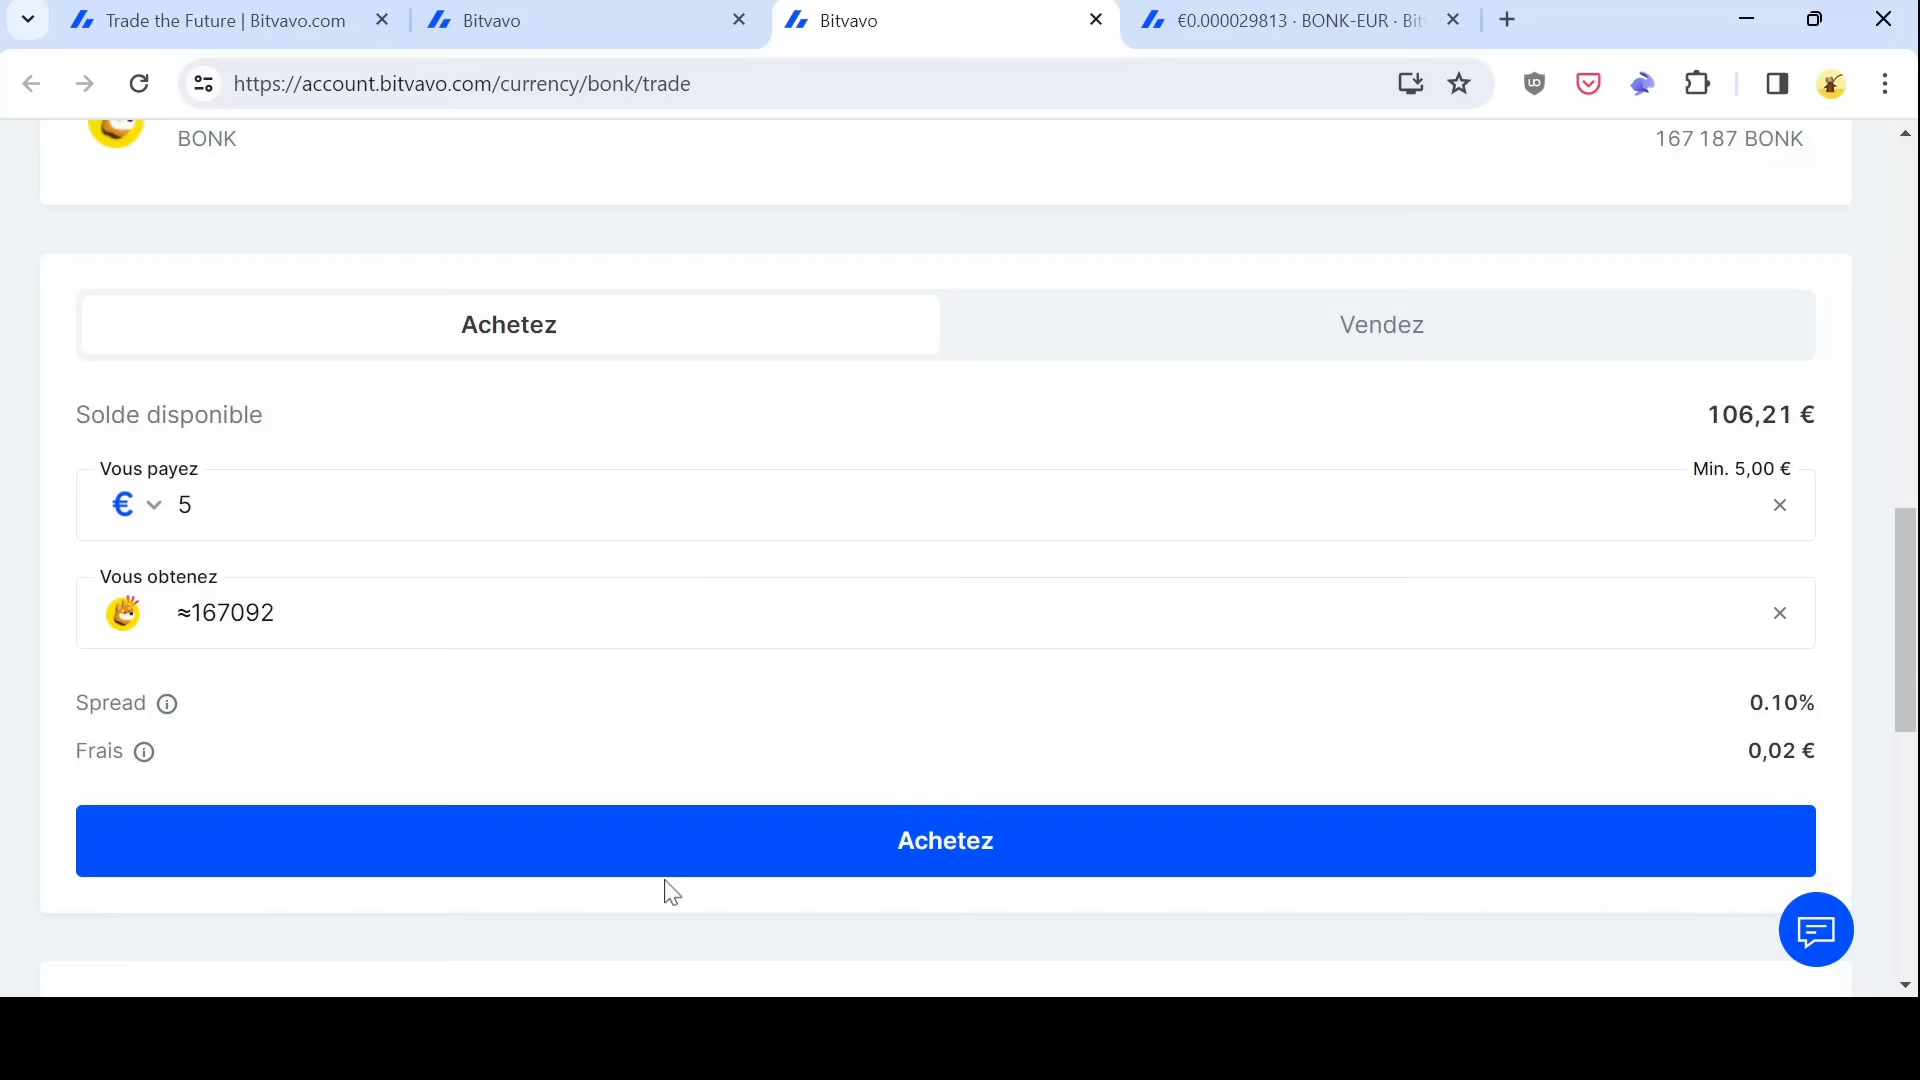 Trade the Future | Bitvavo.com
Bitvavo
Bitvavo
€0.000029813 · BONK-EUR · Bit
https://account.bitvavo.com/currency/bonk/trade
BONK
167 187 BONK
Achetez
Vendez
Solde disponible
106,21 €
Vous payez
Min. 5,00 €
€ 5
Vous obtenez
≈167092
Spread
0.10%
Frais
0,02 €
Achetez